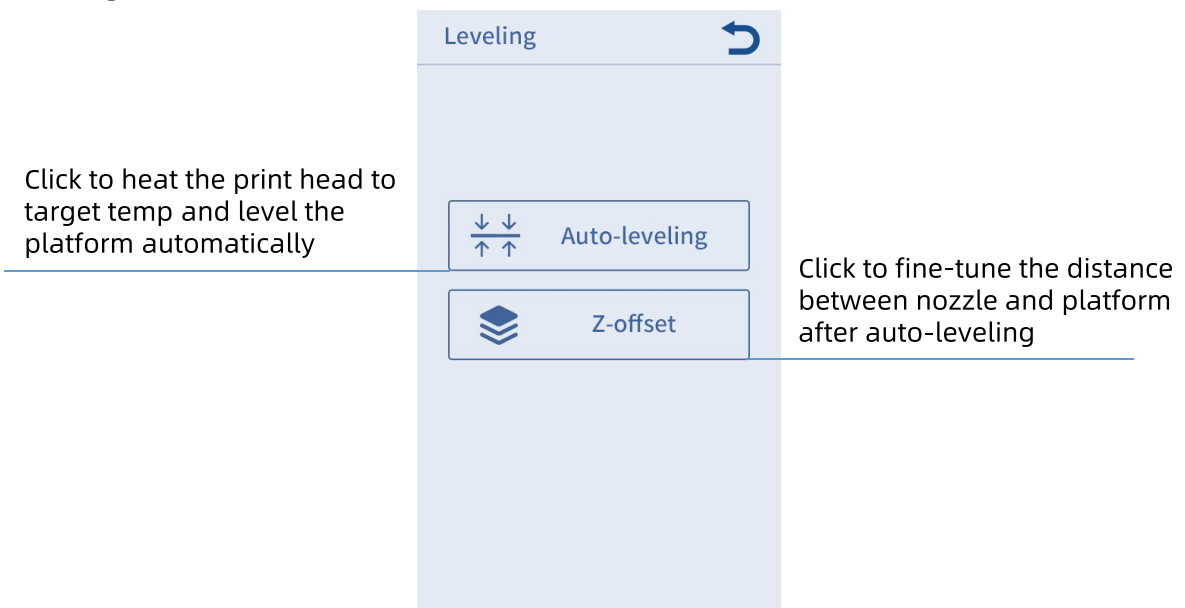 Leveling
Click to heat the print head to
target temp and level the
platform automatically
Auto-leveling
Click to fine-tune the distance
between nozzle and platform
after auto-leveling
Z-offset